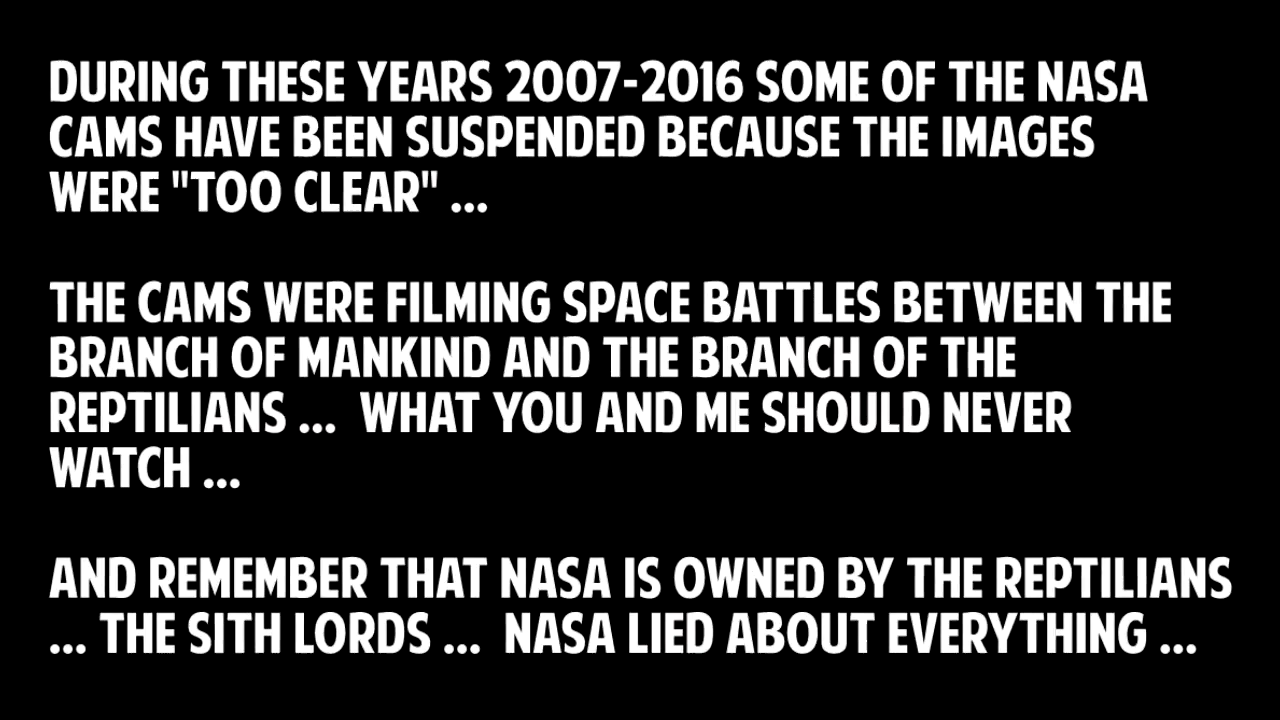 DURING THESE YEARS 2007-2016 SOME OF THE NASA
CAMS HAVE BEEN SUSPENDED BECAUSE THE IMAGES
WERE "TOO CLEAR" ...
THE CAMS WERE FILMING SPACE BATTLES BETWEEN THE
BRANCH OF MANKIND AND THE BRANCH OF THE
REPTILIANS ... WHAT YOU AND ME SHOULD NEVER
WATCH ...
AND REMEMBER THAT NASA IS OWNED BY THE REPTILIANS
... THE SITH LORDS ... NASA LIED ABOUT EVERYTHING ...